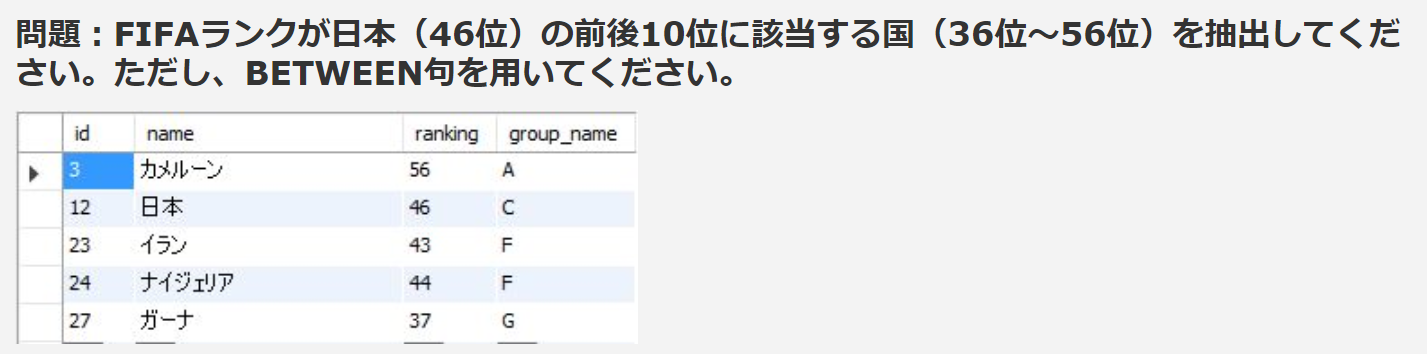 問題：FIFAランクが日本（46位）の前後10位に該当する国（36位～56位）を抽出してくだ
さい。ただし、BETWEEN句を用いてください。
id name ranking group_name
3 カメルーン 56 A
12 日本 46 C
23 イラン 43 F
24 ナイジェリア 44 F
27 ガーナ 37 G